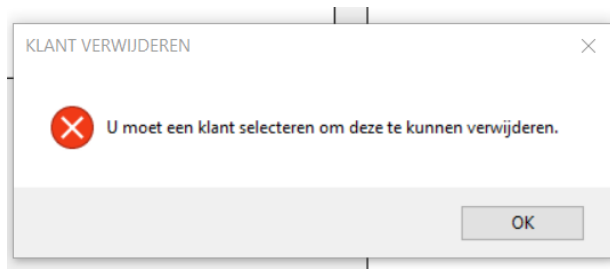 KLANT VERWIJDEREN
U moet een klant selecteren om deze te kunnen verwijderen.
OK